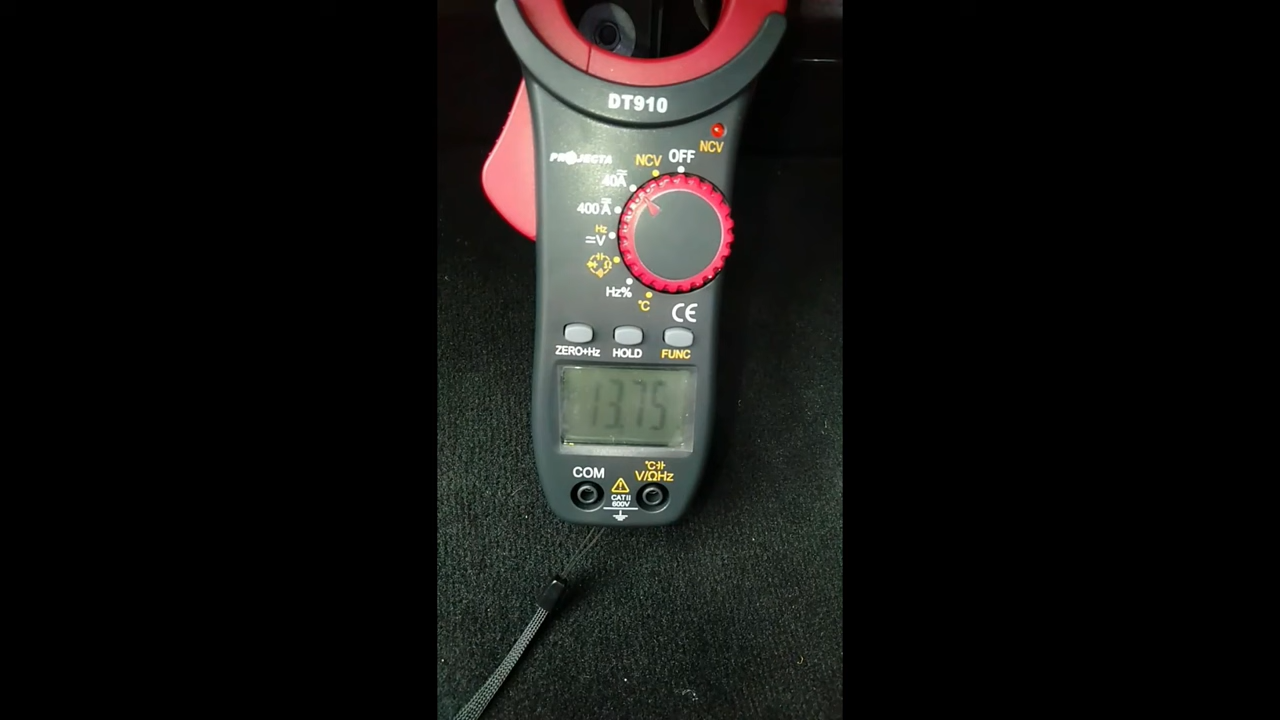 DT910
NCV
PROJECTA
NCV
OFF
40A
400A
Hz
V
Ω
Hz%
°C
CE
ZERO+Hz
HOLD
FUNC
13.75
COM
°C
V/ΩHz
CAT II
600V